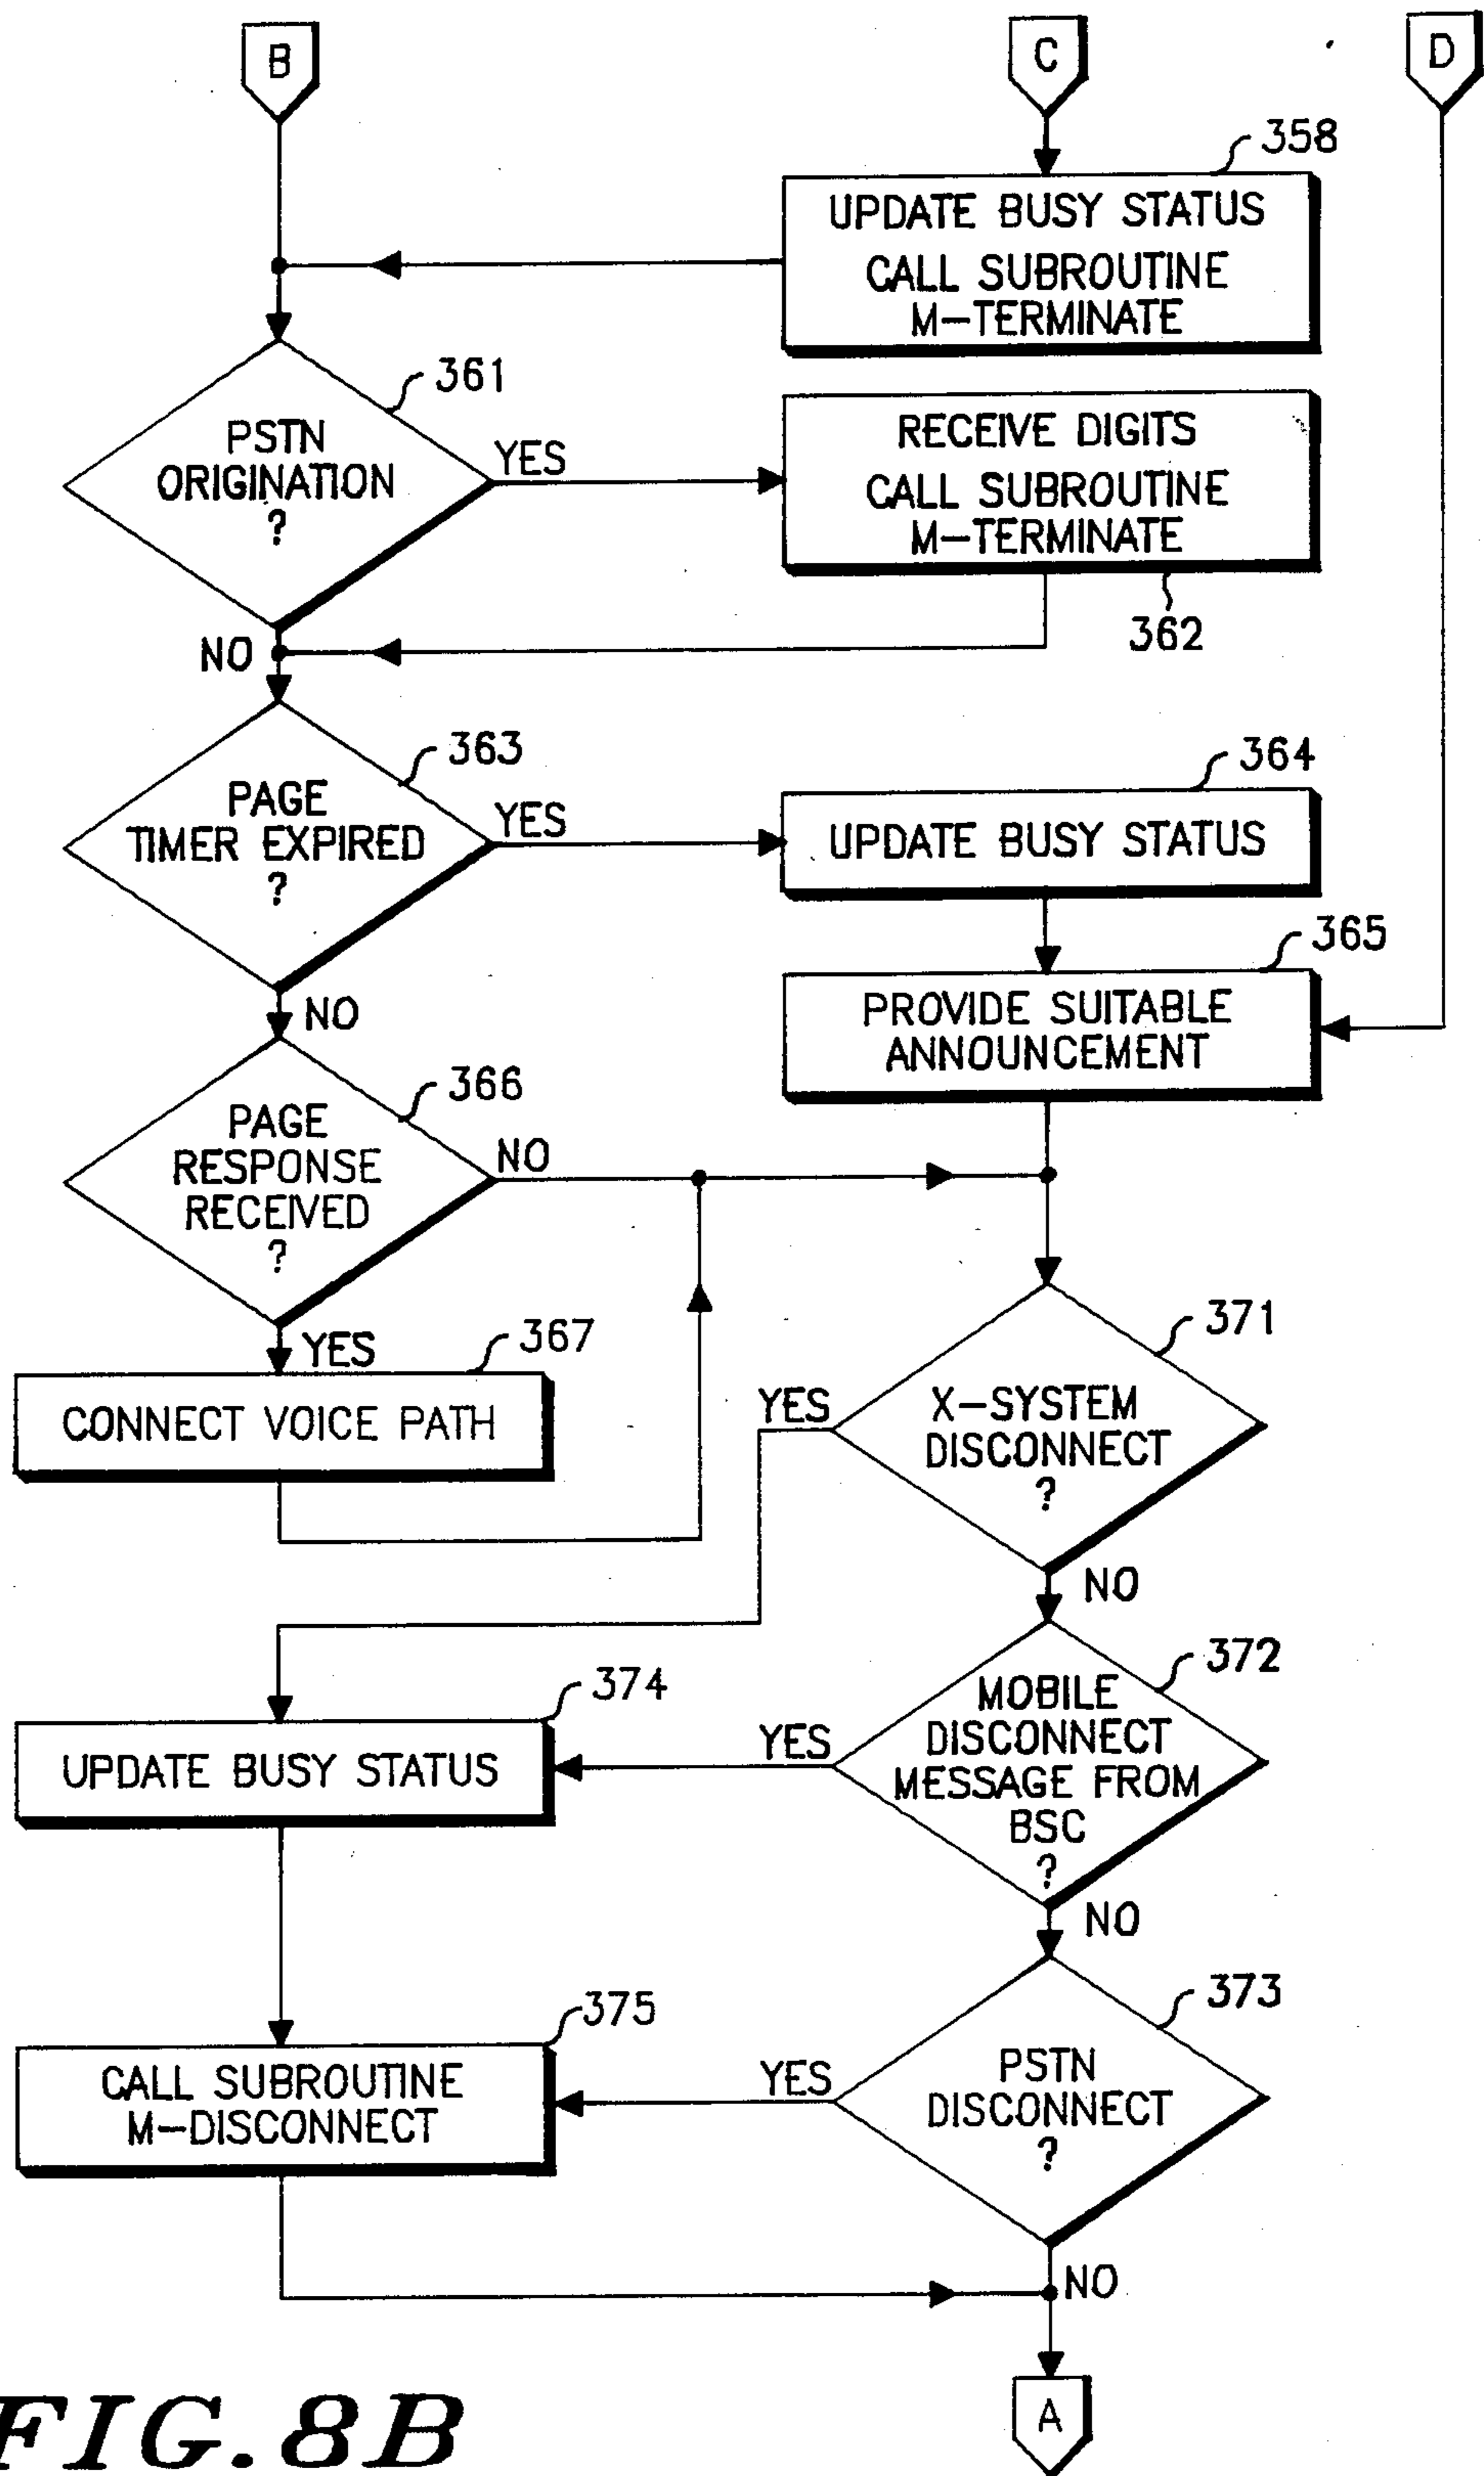 B
C
D
358
UPDATE BUSY STATUS
CALL SUBROUTINE
M-TERMINATE
361
PSTN
ORIGINATION
?
YES
RECEIVE DIGITS
CALL SUBROUTINE
M-TERMINATE
362
NO
363
PAGE
TIMER EXPIRED
?
YES
364
UPDATE BUSY STATUS
365
PROVIDE SUITABLE
ANNOUNCEMENT
NO
366
PAGE
RESPONSE
RECEIVED
?
NO
YES
367
CONNECT VOICE PATH
371
X-SYSTEM
DISCONNECT
?
YES
NO
372
MOBILE
DISCONNECT
MESSAGE FROM
BSC
?
YES
374
UPDATE BUSY STATUS
NO
373
PSTN
DISCONNECT
?
YES
375
CALL SUBROUTINE
M-DISCONNECT
NO
A
FIG. 8B